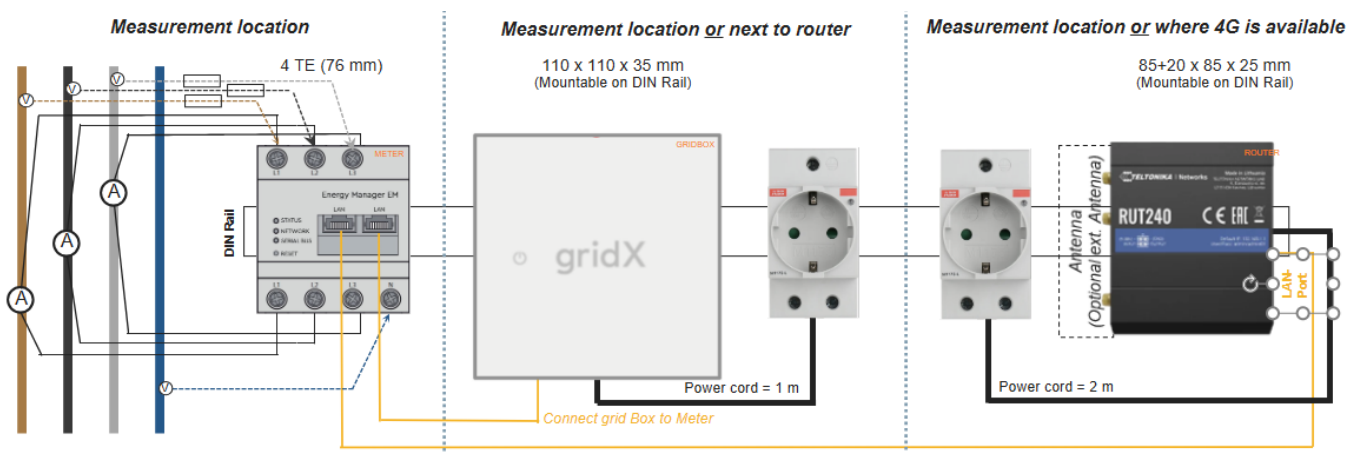 Measurement location
Measurement location or next to router
Measurement location or where 4G is available
4 TE (76 mm)
110 x 110 x 35 mm
(Mountable on DIN Rail)
85+20 x 85 x 25 mm
(Mountable on DIN Rail)
V
V
V
V
A
A
A
DIN Rail
METER
L1 L2 L3
Energy Manager EM
LAN LAN
STATUS
NETWORK
SERIAL BUS
RESET
L1 L2 L3 N
GRIDBOX
gridX
Power cord = 1 m
Connect grid Box to Meter
Antenna
(Optional ext. Antenna)
ROUTER
TELTONIKA | Networks
RUT240 CE EAC
LAN-
Port
Power cord = 2 m